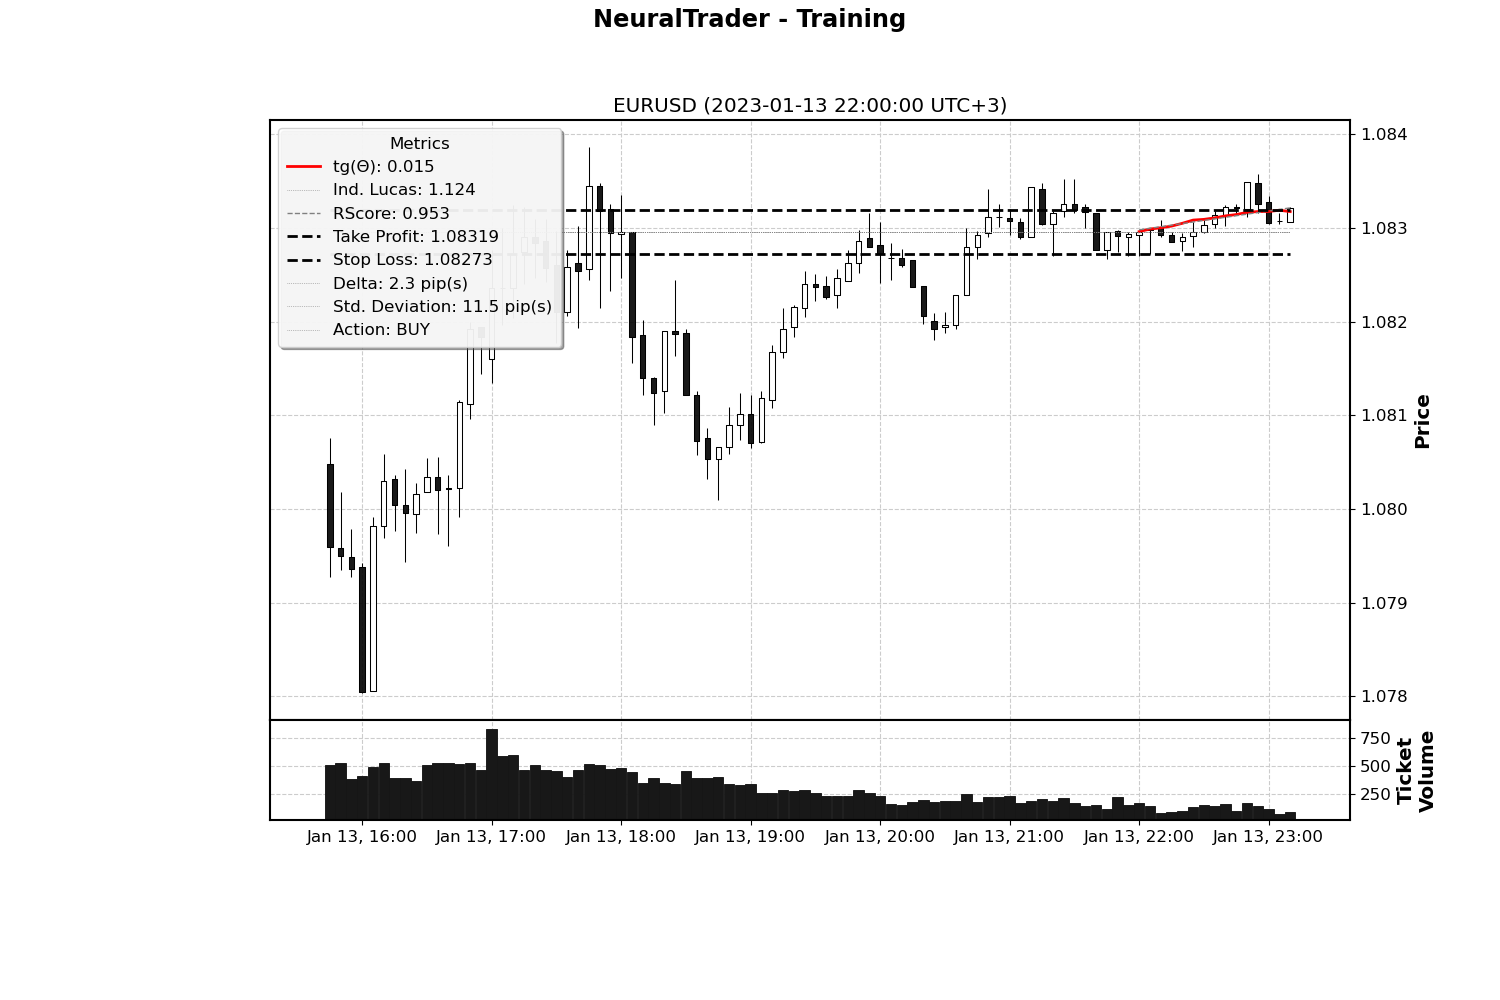 NeuralTrader - Training
EURUSD (2023-01-13 22:00:00 UTC+3)
Metrics
tg(Θ): 0.015
Ind. Lucas: 1.124
RScore: 0.953
Take Profit: 1.08319
Stop Loss: 1.08273
Delta: 2.3 pip(s)
Std. Deviation: 11.5 pip(s)
Action: BUY
1.084
1.083
1.082
1.081
1.080
1.079
1.078
Price
750
500
250
Ticket
Volume
Jan 13, 16:00 Jan 13, 17:00 Jan 13, 18:00 Jan 13, 19:00 Jan 13, 20:00 Jan 13, 21:00 Jan 13, 22:00 Jan 13, 23:00